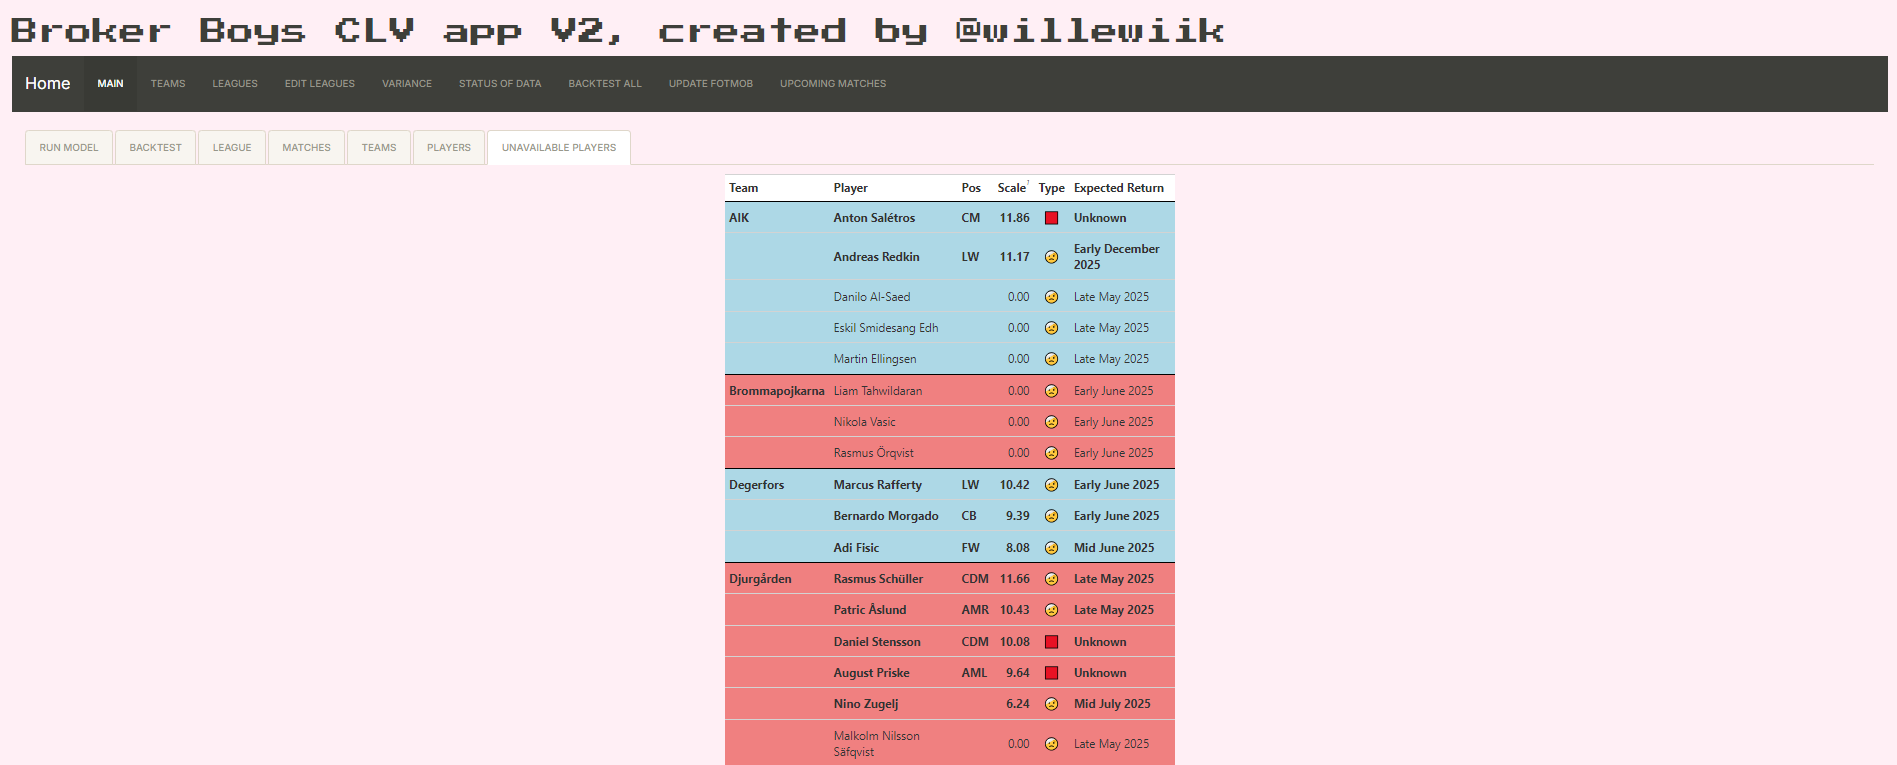 Broker Boys CLV app V2, created by @willewiik
Home MAIN TEAMS LEAGUES EDIT LEAGUES VARIANCE STATUS OF DATA BACKTEST ALL UPDATE FOTMOB UPCOMING MATCHES
RUN MODEL BACKTEST LEAGUE MATCHES TEAMS PLAYERS UNAVAILABLE PLAYERS
Team Player Pos Scale¹ Type Expected Return
AIK Anton Salétros CM 11.86 Unknown
Andreas Redkin LW 11.17 Early December
2025
Danilo Al-Saed 0.00 Late May 2025
Eskil Smidesang Edh 0.00 Late May 2025
Martin Ellingsen 0.00 Late May 2025
Brommapojkarna Liam Tahwildaran 0.00 Early June 2025
Nikola Vasic 0.00 Early June 2025
Rasmus Örqvist 0.00 Early June 2025
Degerfors Marcus Rafferty LW 10.42 Early June 2025
Bernardo Morgado CB 9.39 Early June 2025
Adi Fisic FW 8.08 Mid June 2025
Djurgården Rasmus Schüller CDM 11.66 Late May 2025
Patric Åslund AMR 10.43 Late May 2025
Daniel Stensson CDM 10.08 Unknown
August Priske AML 9.64 Unknown
Nino Zugelj 6.24 Mid July 2025
Malkolm Nilsson
Säfqvist 0.00 Late May 2025